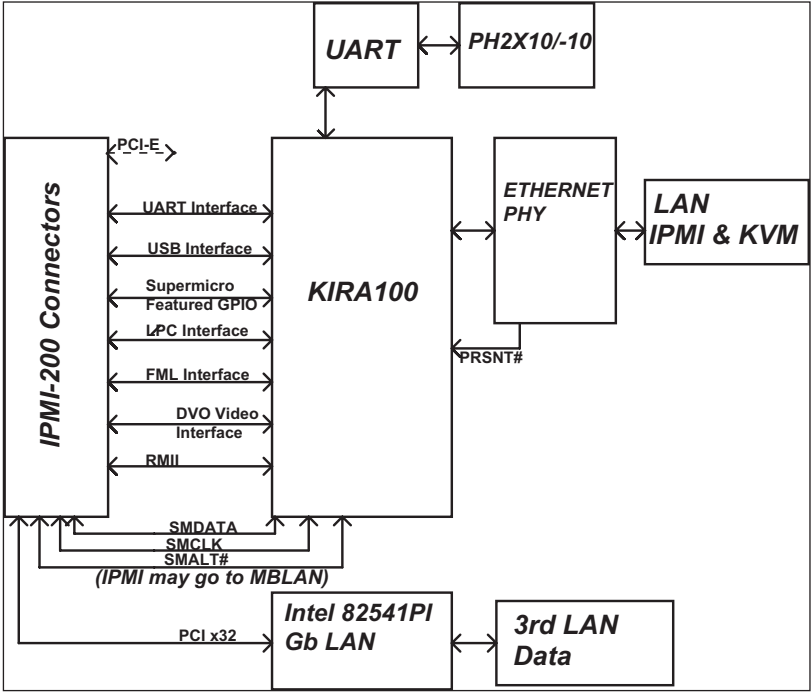 UART
PH2X10/-10
PCI-E
IPMI-200 Connectors
UART Interface
USB Interface
Supermicro
Featured GPIO
LPC Interface
FML Interface
DVO Video
Interface
RMII
KIRA100
ETHERNET
PHY
LAN
IPMI & KVM
PRSNT#
SMDATA
SMCLK
SMALT#
(IPMI may go to MBLAN)
PCI x32
Intel 82541PI
Gb LAN
3rd LAN
Data